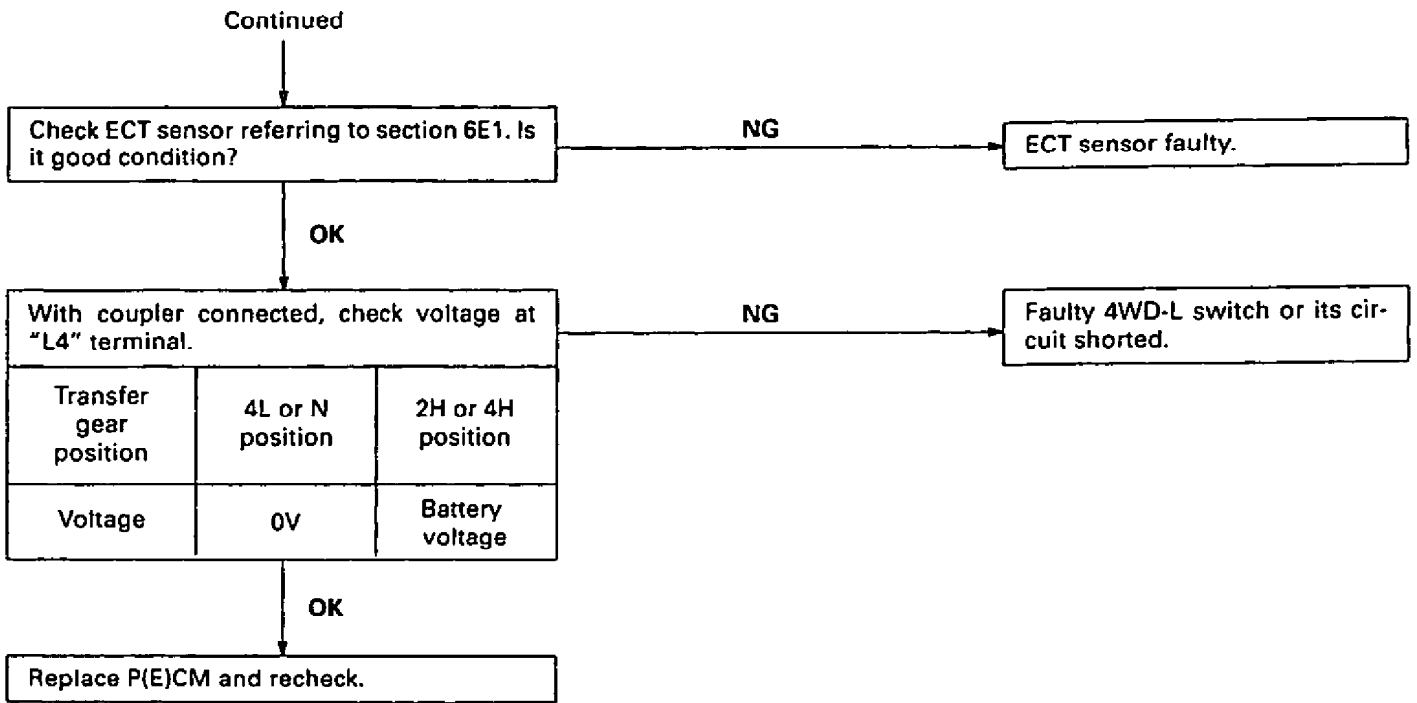 Continued
Check ECT sensor referring to section 6E1. Is
it good condition?
NG
ECT sensor faulty.
OK
With coupler connected, check voltage at
"L4" terminal.
NG
Faulty 4WD-L switch or its cir-
cuit shorted.
Transfer
gear
position
4L or N
position
2H or 4H
position
Voltage
0V
Battery
voltage
OK
Replace P(E)CM and recheck.